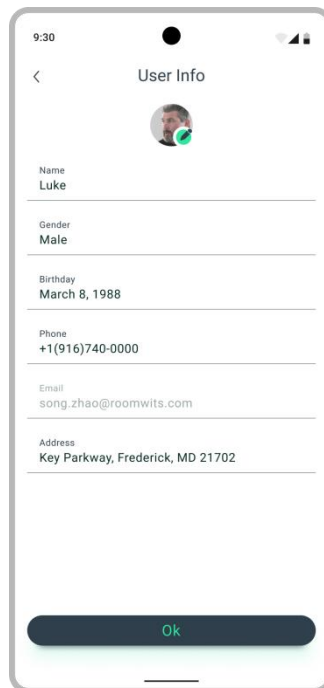 9:30
User Info
Name
Luke
Gender
Male
Birthday
March 8, 1988
Phone
+1(916)740-0000
Email
song.zhao@roomwits.com
Address
Key Parkway, Frederick, MD 21702
Ok